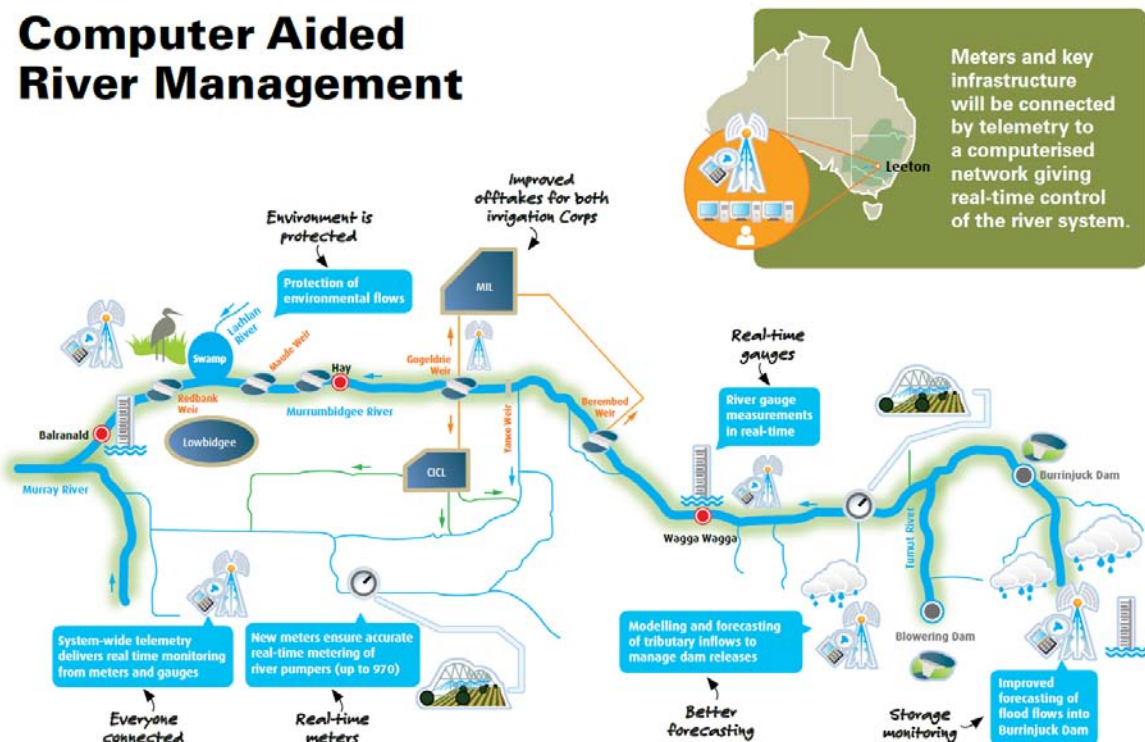 Computer Aided
River Management
Meters and key
infrastructure
will be connected
by telemetry to
a computerised
network giving
real-time control
of the river system.
Leeton
Improved
offtakes for both
irrigation Corps
Environment is
protected
Protection of
environmental flows
MIL
Lachlan
River
Swamp
Maude Weir
Hay
Gogeldrie
Weir
Real-time
gauges
River gauge
measurements
in real-time
Redbank
Weir
Murrumbidgee River
Yanco Weir
Berembed
Weir
Balranald
Lowbidgee
CICL
Murray River
Wagga Wagga
Tumut River
Burrinjuck Dam
Blowering Dam
System-wide telemetry
delivers real time monitoring
from meters and gauges
New meters ensure accurate
real-time metering of
river pumpers (up to 970)
Modelling and forecasting
of tributary inflows to
manage dam releases
Improved
forecasting of
flood flows into
Burrinjuck Dam
Everyone
connected
Real-time
meters
Better
forecasting
Storage
monitoring